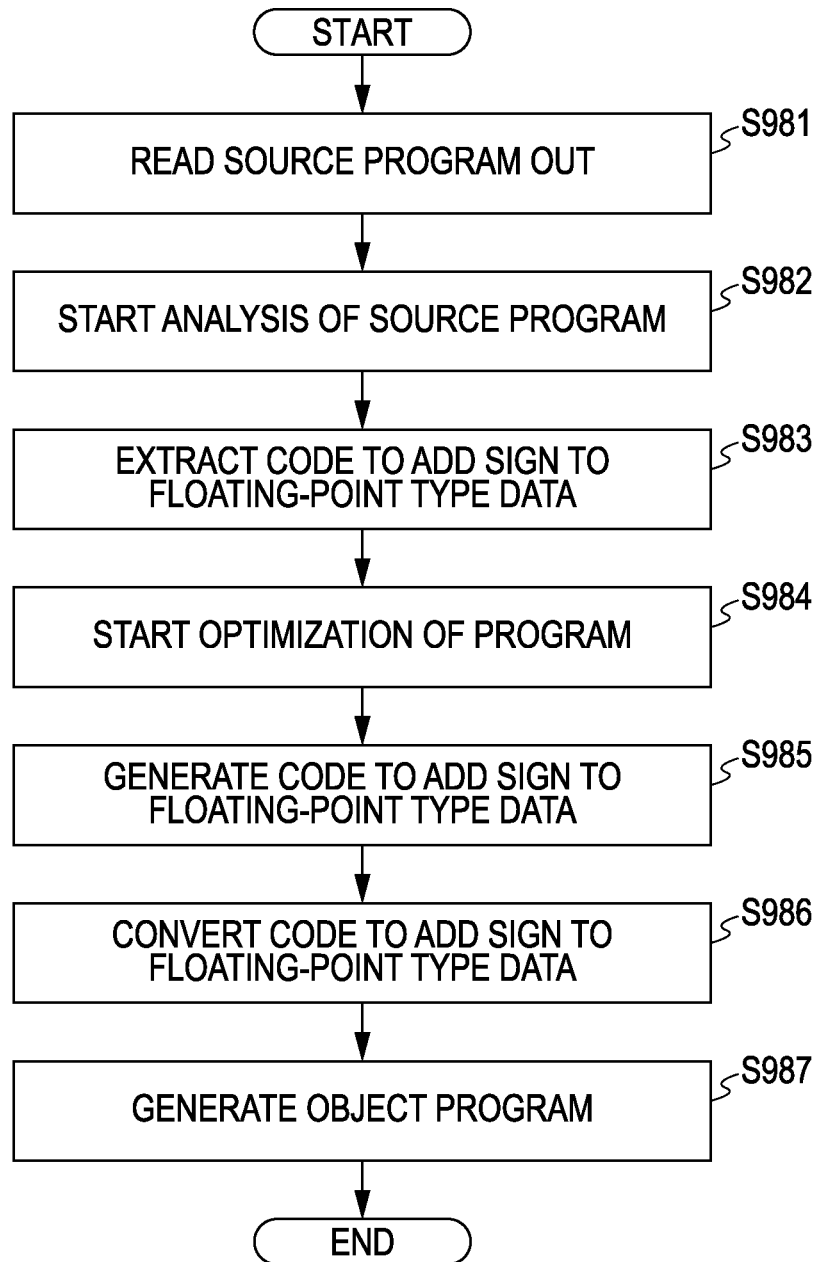 START
S981
READ SOURCE PROGRAM OUT
S982
START ANALYSIS OF SOURCE PROGRAM
S983
EXTRACT CODE TO ADD SIGN TO
FLOATING-POINT TYPE DATA
S984
START OPTIMIZATION OF PROGRAM
S985
GENERATE CODE TO ADD SIGN TO
FLOATING-POINT TYPE DATA
S986
CONVERT CODE TO ADD SIGN TO
FLOATING-POINT TYPE DATA
S987
GENERATE OBJECT PROGRAM
END